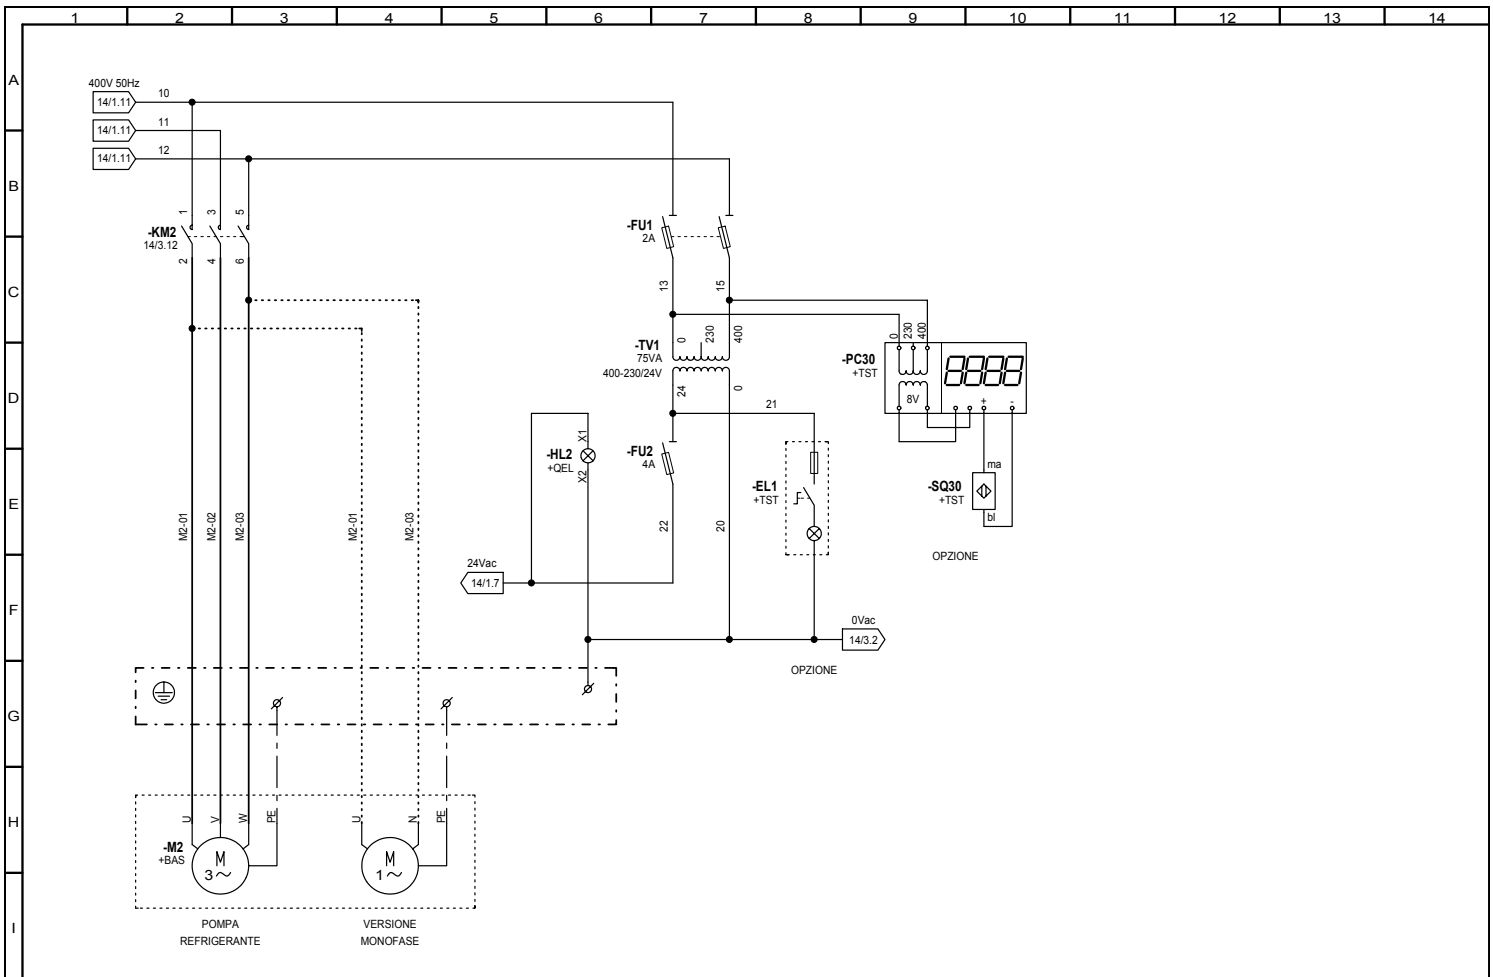 1 2 3 4 5 6 7 8 9 10 11 12 13 14
A
400V 50Hz
14/1.11 10
14/1.11 11
14/1.11 12
B
1 3 5
-KM2
14/3.12
2 4 6
-FU1
2A
C
13 15
0 230 400
-TV1
75VA
400-230/24V
24 0
0 230 400
-PC30
+TST
8888
8V
+ -
D
21
X1
-HL2
+QEL
X2
-FU2
4A
-EL1
+TST
ma
-SQ30
+TST
bl
OPZIONE
E
M2-01 M2-02 M2-03 M2-01 M2-03
22 20
24Vac
14/1.7
F
0Vac
14/3.2
OPZIONE
G
H
U V W PE U N PE
-M2
+BAS
M
3~
M
1~
I
POMPA
REFRIGERANTE
VERSIONE
MONOFASE